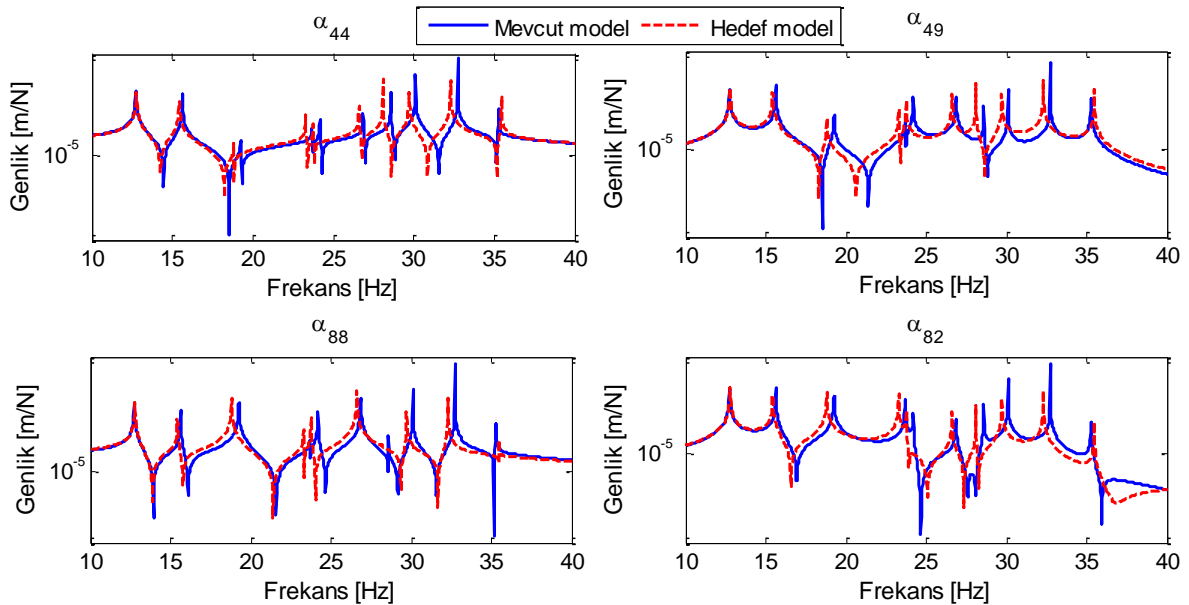 α44
Mevcut model
Hedef model
α49
Genlik [m/N]
10-5
10 15 20 25 30 35 40
Frekans [Hz]
Genlik [m/N]
10-5
10 15 20 25 30 35 40
Frekans [Hz]
α88
Genlik [m/N]
10-5
10 15 20 25 30 35 40
Frekans [Hz]
α82
Genlik [m/N]
10-5
10 15 20 25 30 35 40
Frekans [Hz]